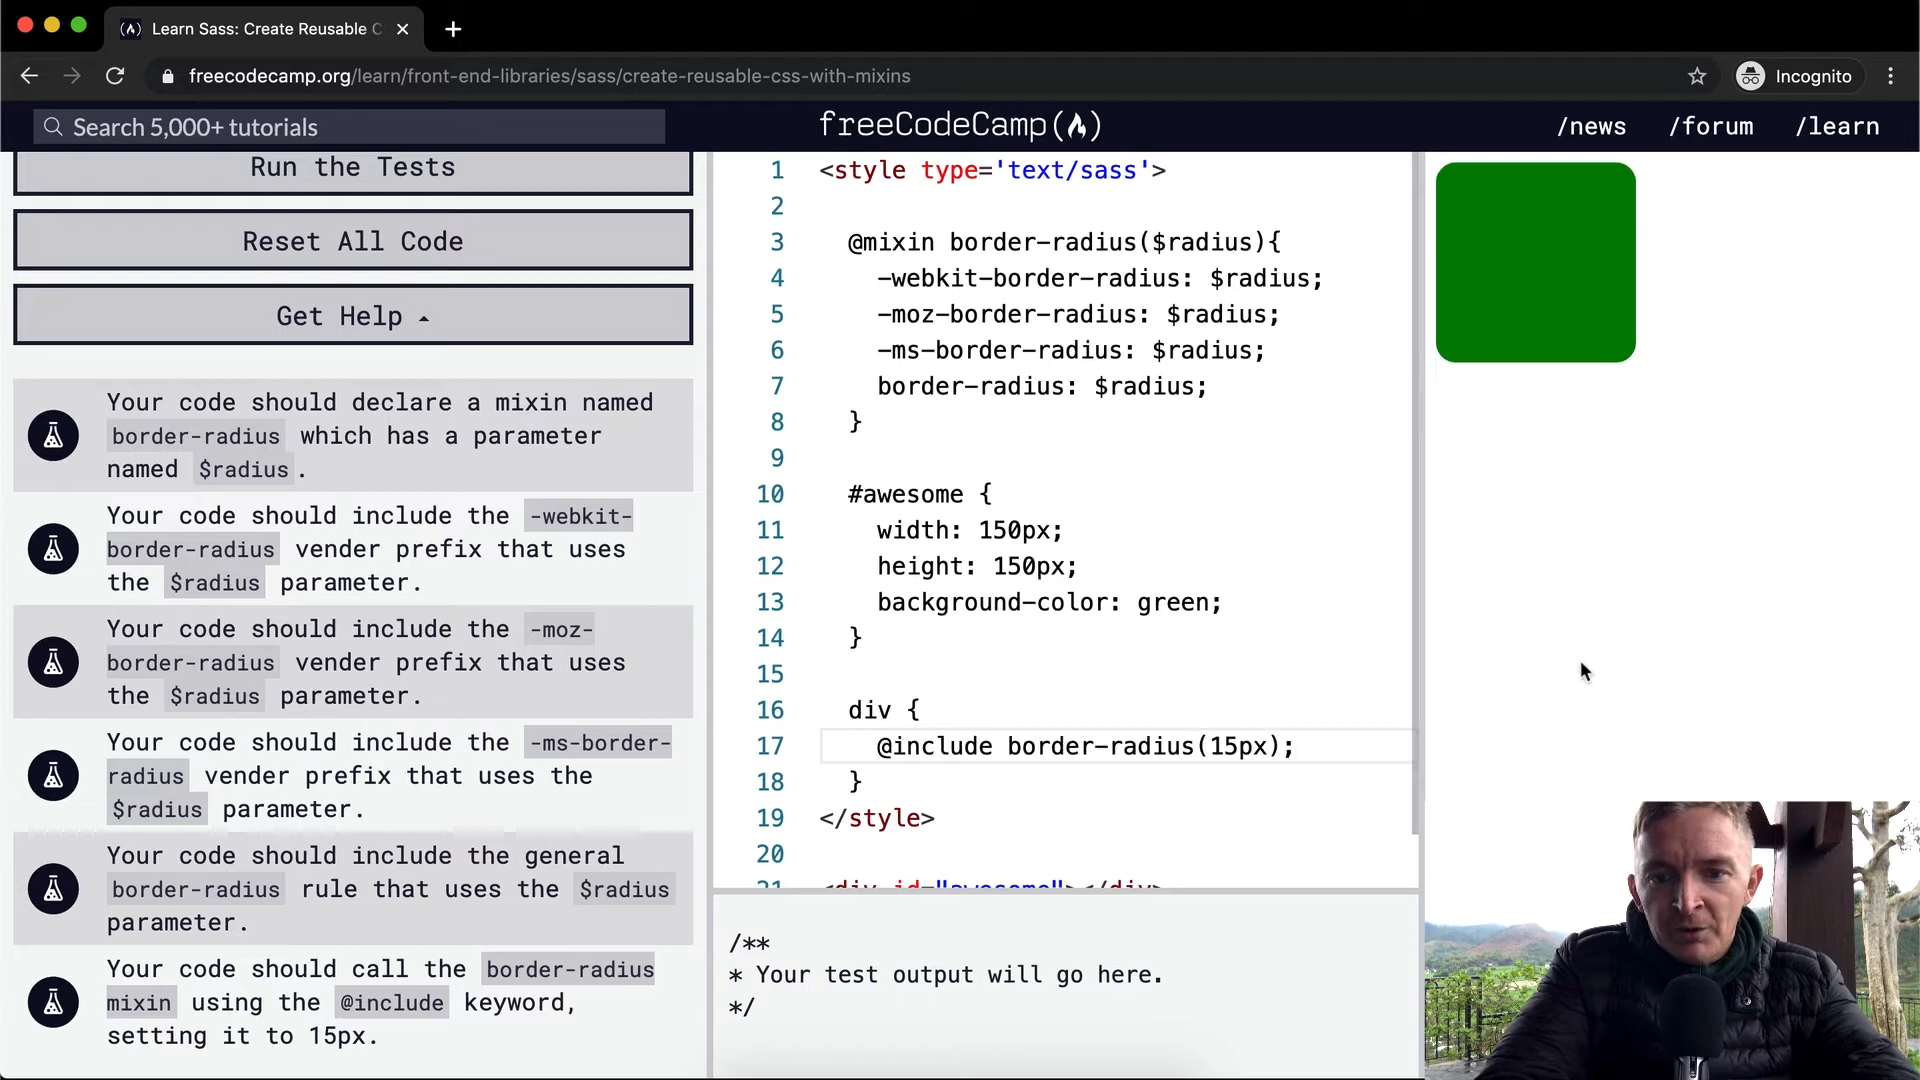 Learn Sass: Create Reusable C
freecodecamp.org/learn/front-end-libraries/sass/create-reusable-css-with-mixins
Incognito
Search 5,000+ tutorials
freeCodeCamp
/news /forum /learn
Run the Tests
Reset All Code
Get Help
Your code should declare a mixin named
border-radius which has a parameter
named $radius.
Your code should include the -webkit-
border-radius vender prefix that uses
the $radius parameter.
Your code should include the -moz-
border-radius vender prefix that uses
the $radius parameter.
Your code should include the -ms-border-
radius vender prefix that uses the
$radius parameter.
Your code should include the general
border-radius rule that uses the $radius
parameter.
Your code should call the border-radius
mixin using the @include keyword,
setting it to 15px.
1 <style type='text/sass'>
2
3 @mixin border-radius($radius){
4 -webkit-border-radius: $radius;
5 -moz-border-radius: $radius;
6 -ms-border-radius: $radius;
7 border-radius: $radius;
8 }
9
10 #awesome {
11 width: 150px;
12 height: 150px;
13 background-color: green;
14 }
15
16 div {
17 @include border-radius(15px);
18 }
19 </style>
20
21 <div id="awesome"></div>
/**
* Your test output will go here.
*/